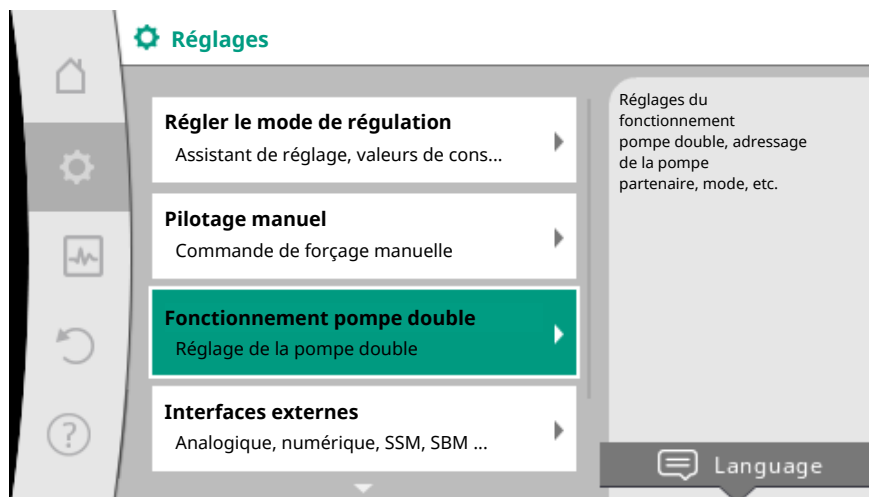 Réglages
Régler le mode de régulation
Assistant de réglage, valeurs de cons...
Pilotage manuel
Commande de forçage manuelle
Fonctionnement pompe double
Réglage de la pompe double
Interfaces externes
Analogique, numérique, SSM, SBM ...
Réglages du
fonctionnement
pompe double, adressage
de la pompe
partenaire, mode, etc.
Language